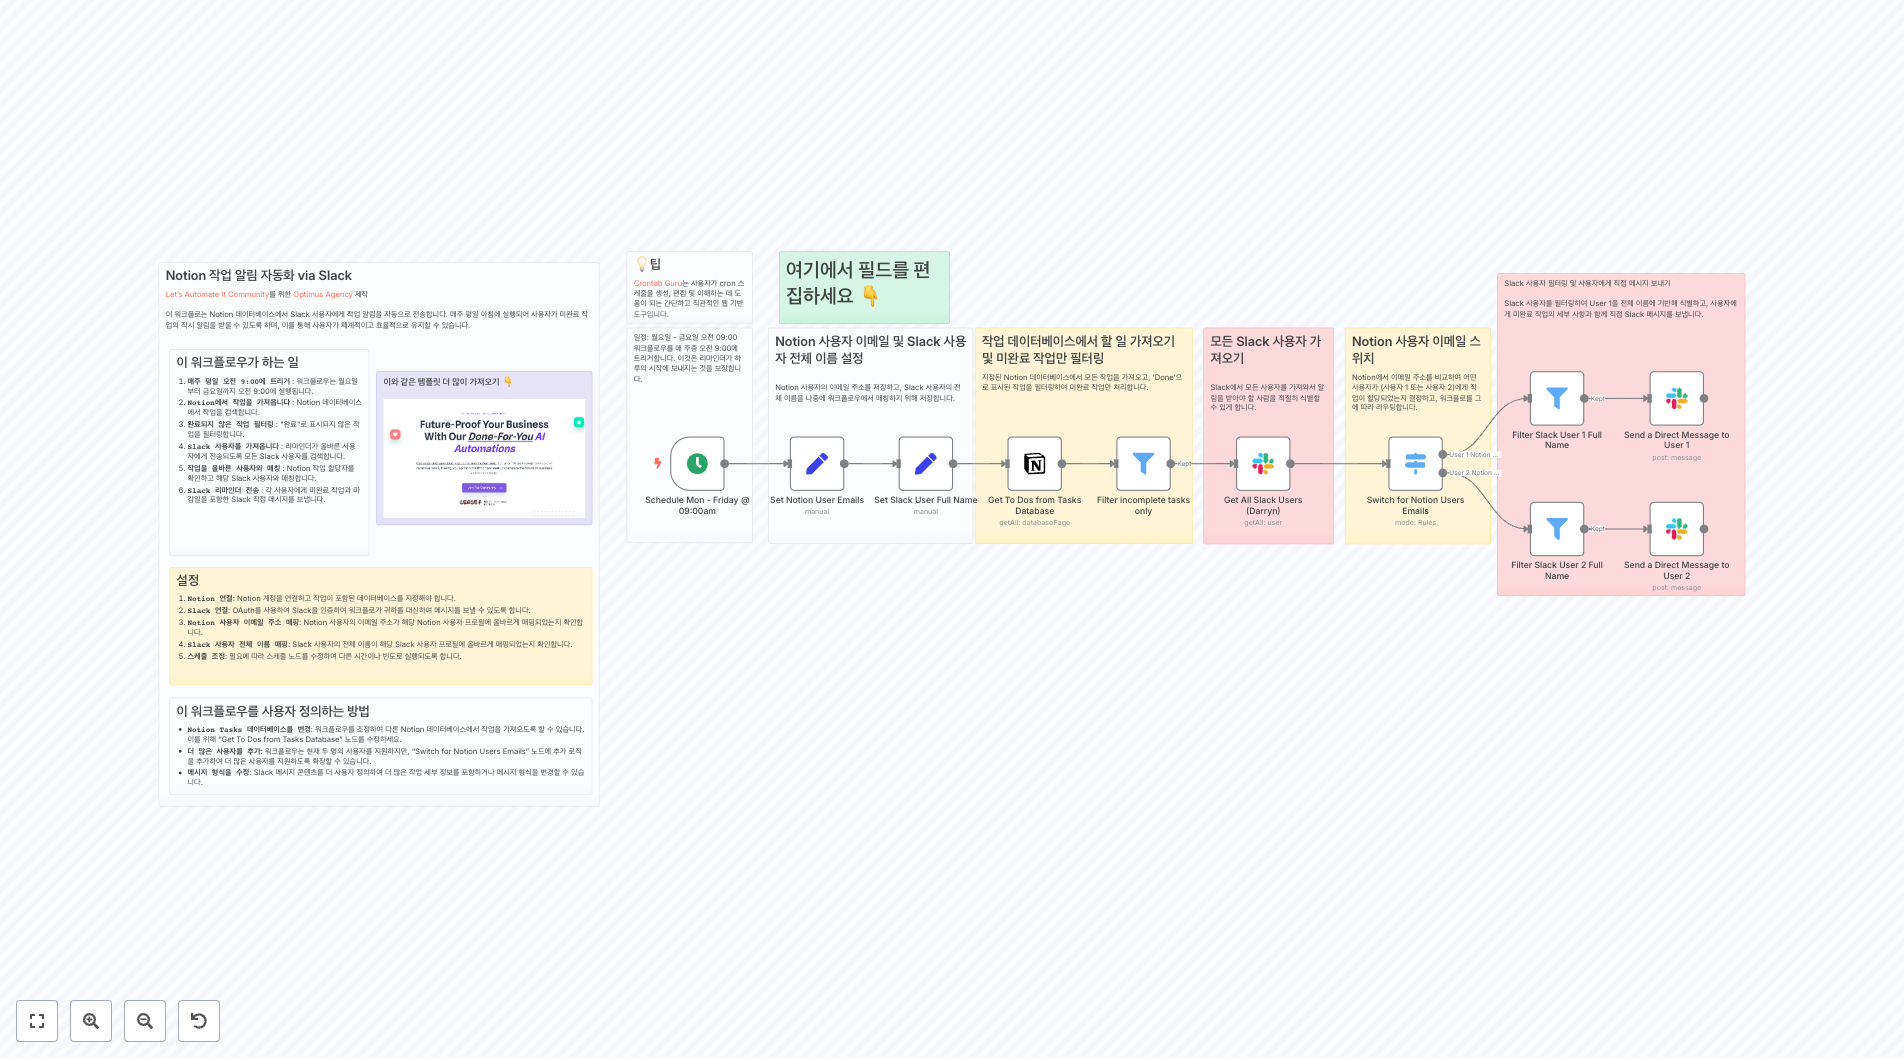 Notion 작업 알림 자동화 via Slack
Let's Automate It Community를 위한 Optimus Agency 제작
이 워크플로는 Notion 데이터베이스에서 Slack 사용자에게 작업 알림을 자동으로 전송합니다. 매주 평일 아침에 실행되어 사용자가 미완료 작
업의 적시 알림을 받을 수 있도록 하며, 이를 통해 사용자가 체계적이고 효율적으로 유지할 수 있습니다.
이 워크플로우가 하는 일
1. 매주 평일 오전 9:00에 트리거 : 워크플로우는 월요일
부터 금요일까지 오전 9:00에 실행됩니다.
2. Notion에서 작업을 가져옵니다 : Notion 데이터베이스
에서 작업을 검색합니다.
3. 완료되지 않은 작업 필터링 : "완료"로 표시되지 않은 작
업을 필터링합니다.
4. Slack 사용자를 가져옵니다 : 리마인더가 올바른 사용
자에게 전송되도록 모든 Slack 사용자를 검색합니다.
5. 작업을 올바른 사용자와 매칭 : Notion 작업 할당자를
확인하고 해당 Slack 사용자와 매칭합니다.
6. Slack 리마인더 전송 : 각 사용자에게 미완료 작업과 마
감일을 포함한 Slack 직접 메시지를 보냅니다.
이와 같은 템플릿 더 많이 가져오기 👇
Future-Proof Your Business
With Our Done-For-You AI
Automations
설정
1. Notion 연결: Notion 계정을 연결하고 작업이 포함된 데이터베이스를 지정해야 합니다.
2. Slack 연결: OAuth를 사용하여 Slack을 인증하여 워크플로가 귀하를 대신하여 메시지를 보낼 수 있도록 합니다.
3. Notion 사용자 이메일 주소 매핑: Notion 사용자의 이메일 주소가 해당 Notion 사용자 프로필에 올바르게 매핑되었는지 확인합
니다.
4. Slack 사용자 전체 이름 매핑: Slack 사용자의 전체 이름이 해당 Slack 사용자 프로필에 올바르게 매핑되었는지 확인합니다.
5. 스케줄 조정: 필요에 따라 스케줄 노드를 수정하여 다른 시간이나 빈도로 실행되도록 합니다.
이 워크플로우를 사용자 정의하는 방법
• Notion Tasks 데이터베이스를 변경: 워크플로우를 조정하여 다른 Notion 데이터베이스에서 작업을 가져오도록 할 수 있습니다.
이를 위해 "Get To Dos from Tasks Database" 노드를 수정하세요.
• 더 많은 사용자를 추가: 워크플로우는 현재 두 명의 사용자를 지원하지만, "Switch for Notion Users Emails" 노드에 추가 로직
을 추가하여 더 많은 사용자를 지원하도록 확장할 수 있습니다.
• 메시지 형식을 수정: Slack 메시지 콘텐츠를 더 사용자 정의하여 더 많은 작업 세부 정보를 포함하거나 메시지 형식을 변경할 수 있습
니다.
💡팁
Crontab Guru는 사용자가 cron 스
케줄을 생성, 편집 및 이해하는 데 도
움이 되는 간단하고 직관적인 웹 기반
도구입니다.
일정: 월요일 - 금요일 오전 09:00
워크플로우를 매 주중 오전 9:00에
트리거합니다. 이것은 리마인더가 하
루의 시작에 보내지는 것을 보장합니
다.
Schedule Mon - Friday @
09:00am
여기에서 필드를 편
집하세요 👇
Notion 사용자 이메일 및 Slack 사용
자 전체 이름 설정
Notion 사용자의 이메일 주소를 저장하고, Slack 사용자의 전
체 이름을 나중에 워크플로우에서 매칭하기 위해 저장합니다.
Set Notion User Emails
manual
Set Slack User Full Name
manual
작업 데이터베이스에서 할 일 가져오기
및 미완료 작업만 필터링
지정된 Notion 데이터베이스에서 모든 작업을 가져오고, 'Done'으
로 표시된 작업을 필터링하여 미완료 작업만 처리합니다.
Get To Dos from Tasks
Database
getAll: databasePage
Filter incomplete tasks
only
Kept
모든 Slack 사용자 가
져오기
Slack에서 모든 사용자를 가져와서 알
림을 받아야 할 사람을 적절히 식별할
수 있게 합니다.
Get All Slack Users
(Darryn)
getAll: user
Notion 사용자 이메일 스
위치
Notion에서 이메일 주소를 비교하여 어떤
사용자가 (사용자 1 또는 사용자 2)에게 작
업이 할당되었는지 결정하고, 워크플로를 그
에 따라 라우팅합니다.
Switch for Notion Users
Emails
mode: Rules
User 1 Notion ...
User 2 Notion ...
Slack 사용자 필터링 및 사용자에게 직접 메시지 보내기
Slack 사용자를 필터링하여 User 1을 전체 이름에 기반해 식별하고, 사용자에
게 미완료 작업의 세부 사항과 함께 직접 Slack 메시지를 보냅니다.
Kept
Filter Slack User 1 Full
Name
Send a Direct Message to
User 1
post: message
Kept
Filter Slack User 2 Full
Name
Send a Direct Message to
User 2
post: message